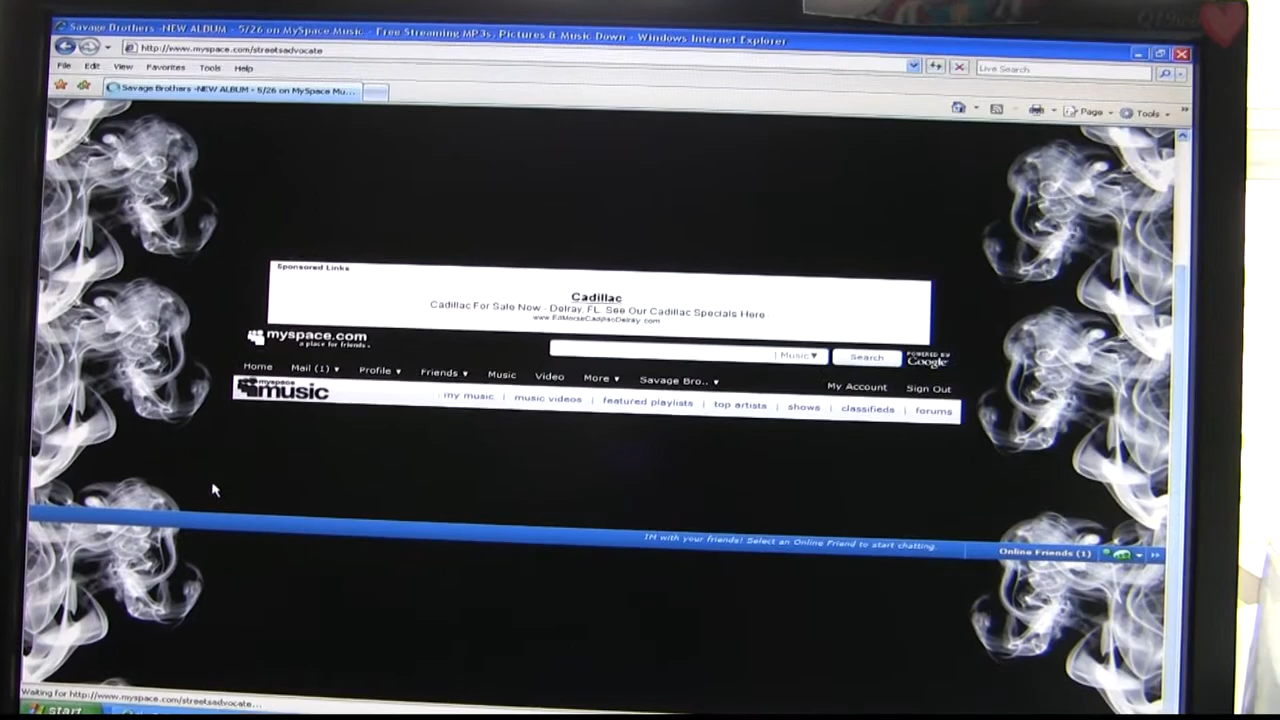 Savage Brothers -NEW ALBUM - 5/26 on MySpace Music - Free Streaming MP3s, Pictures & Music Down - Windows Internet Explorer
http://www.myspace.com/streetsadvocate
Live Search
File Edit View Favorites Tools Help
Savage Brothers -NEW ALBUM - 5/26 on MySpace Mu...
Page Tools
Sponsored Links
Cadillac
Cadillac For Sale Now - Delray, FL. See Our Cadillac Specials Here
www.EdMorseCadillacDelray.com
myspace.com
a place for friends.
Music Search POWERED BY Google
Home Mail (1) Profile Friends Music Video More Savage Bro.. My Account Sign Out
myspace music
my music | music videos | featured playlists | top artists | shows | classifieds | forums
IM with your friends! Select an Online Friend to start chatting. Online Friends (1)
Waiting for http://www.myspace.com/streetsadvocate...
start